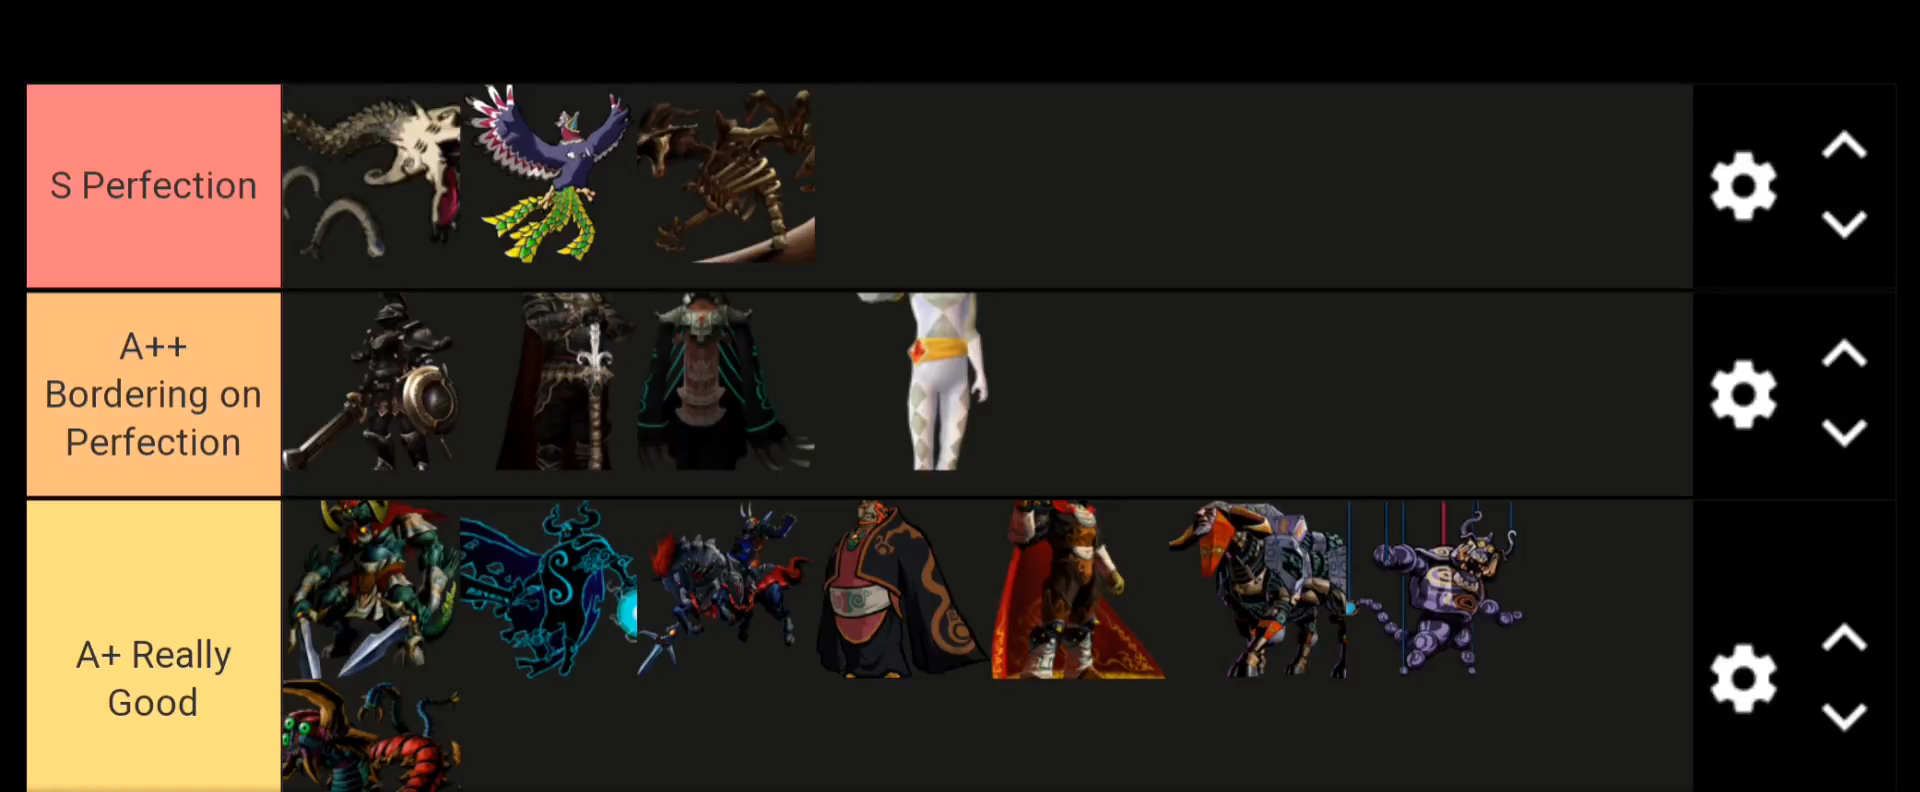 S Perfection
A++
Bordering on
Perfection
A+ Really
Good